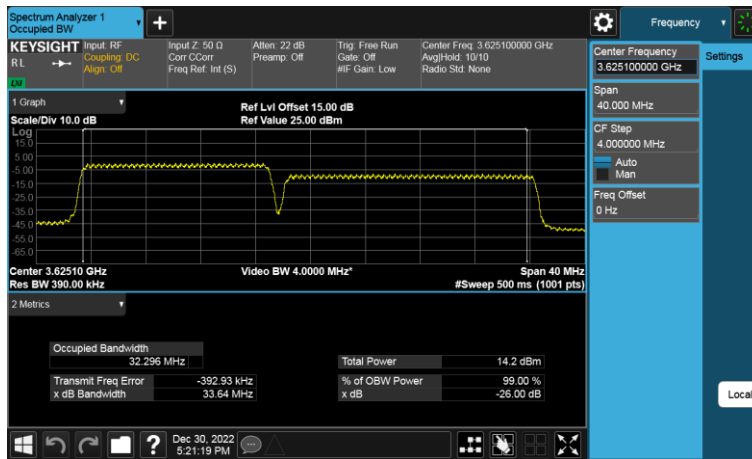 Spectrum Analyzer 1
Occupied BW
Frequency
KEYSIGHT
RL
LXI
Input: RF
Coupling: DC
Align: Off
Input Z: 50 Ω
Corr CCorr
Freq Ref: Int (S)
Atten: 22 dB
Preamp: Off
Trig: Free Run
Gate: Off
#IF Gain: Low
Center Freq: 3.625100000 GHz
Avg|Hold: 10/10
Radio Std: None
Center Frequency
3.625100000 GHz
Settings
Span
40.000 MHz
CF Step
4.000000 MHz
Auto
Man
Freq Offset
0 Hz
Local
1 Graph
Scale/Div 10.0 dB
Ref Lvl Offset 15.00 dB
Ref Value 25.00 dBm
Log
15.0
5.00
-5.00
-15.0
-25.0
-35.0
-45.0
-55.0
-65.0
Center 3.62510 GHz
Res BW 390.00 kHz
Video BW 4.0000 MHz*
Span 40 MHz
#Sweep 500 ms (1001 pts)
2 Metrics
Occupied Bandwidth
32.296 MHz
Total Power 14.2 dBm
Transmit Freq Error -392.93 kHz
% of OBW Power 99.00 %
x dB Bandwidth 33.64 MHz
x dB -26.00 dB
?
Dec 30, 2022
5:21:19 PM